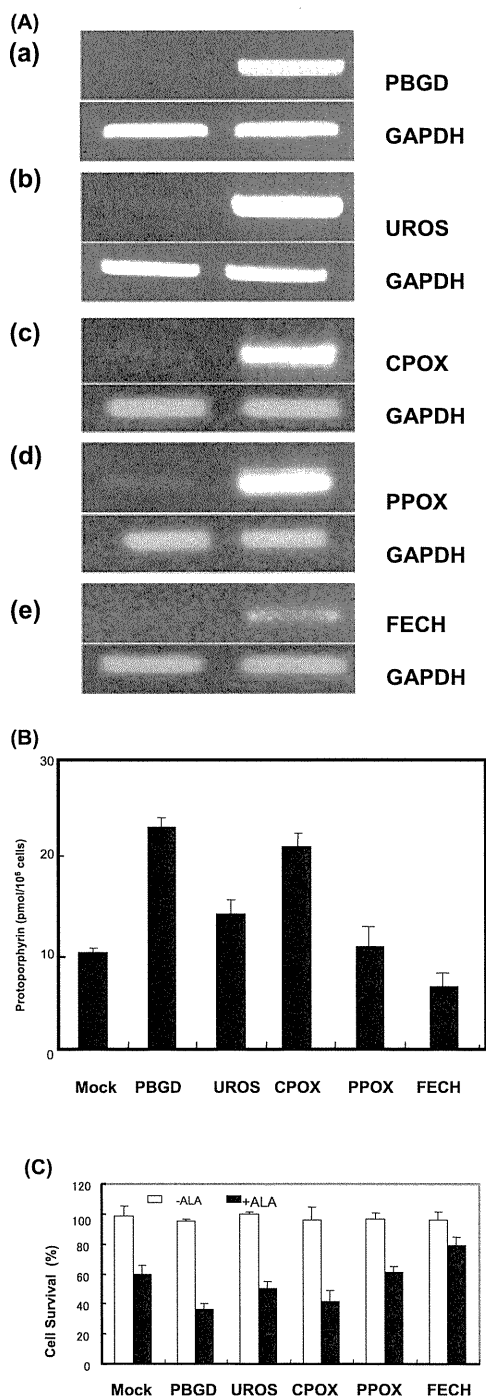 (A)
(a)
PBGD
GAPDH
(b)
UROS
GAPDH
(c)
CPOX
GAPDH
(d)
PPOX
GAPDH
(e)
FECH
GAPDH
(B)
30
20
10
0
Protoporphyrin (pmol/10⁶ cells)
Mock PBGD UROS CPOX PPOX FECH
(C)
120
100
80
60
40
20
0
Cell Survival (%)
-ALA +ALA
Mock PBGD UROS CPOX PPOX FECH